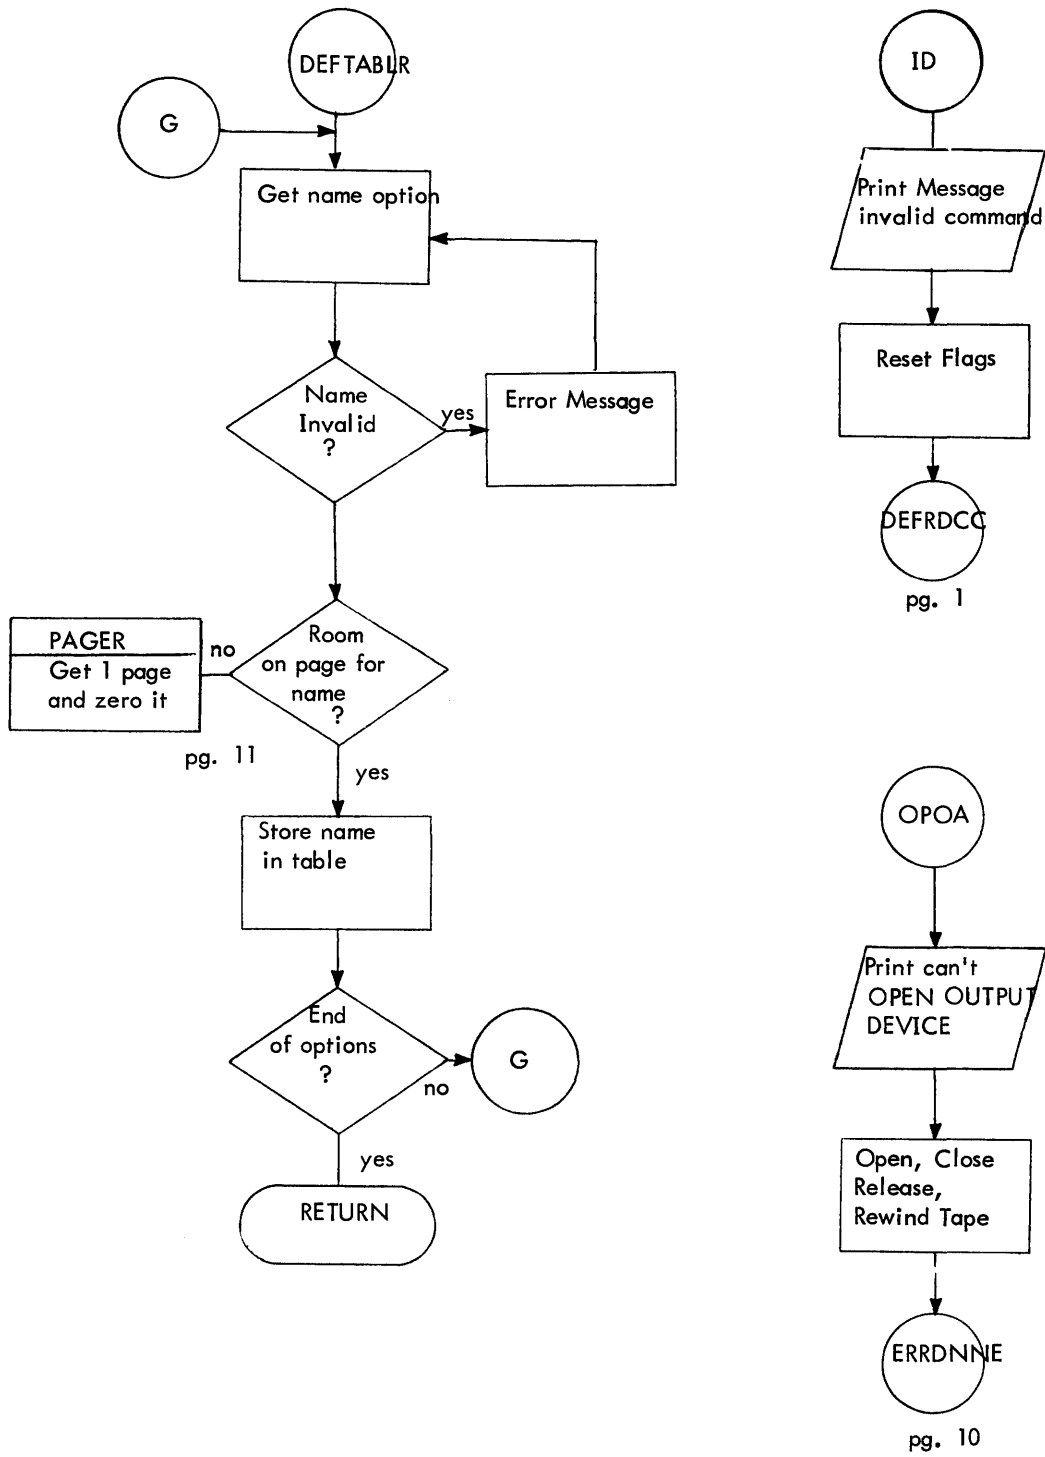 DEFTABLR
G
Get name option
Name
Invalid
?
yes
Error Message
Room
on page for
name
?
no
PAGER
Get 1 page
and zero it
pg. 11
yes
Store name
in table
End
of options
?
no
G
yes
RETURN
ID
Print Message
invalid command
Reset Flags
DEFRDCC
pg. 1
OPOA
Print can't
OPEN OUTPUT
DEVICE
Open, Close
Release,
Rewind Tape
ERRDNNE
pg. 10